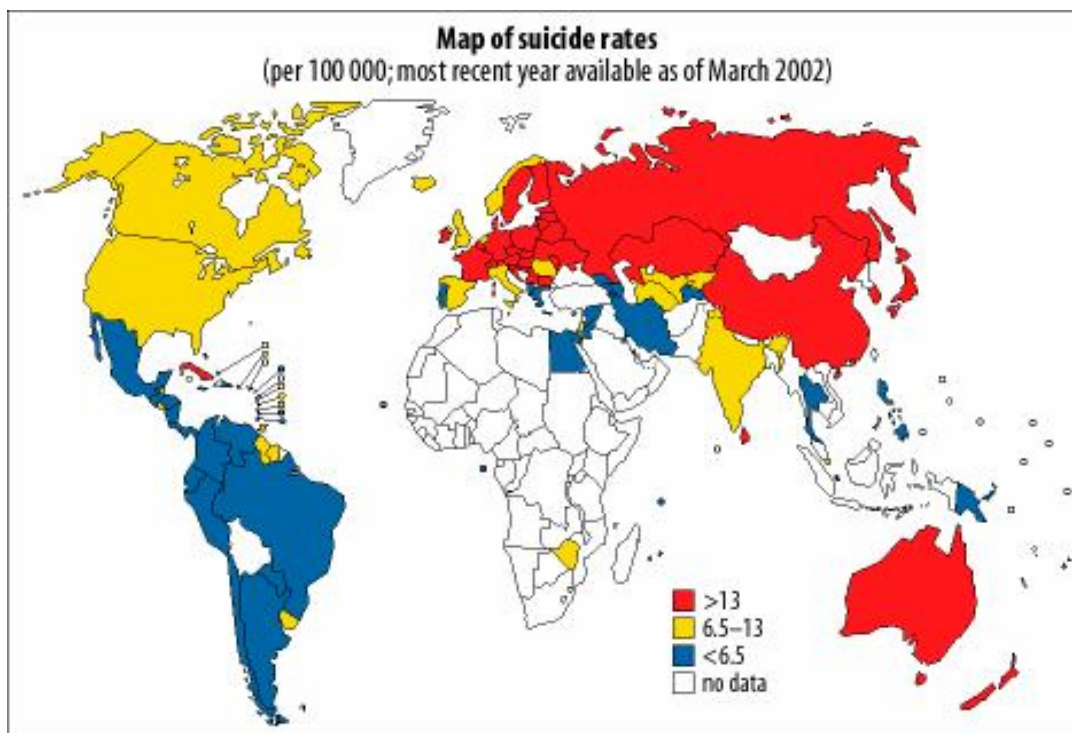 Map of suicide rates
(per 100 000; most recent year available as of March 2002)
>13
6.5–13
<6.5
no data